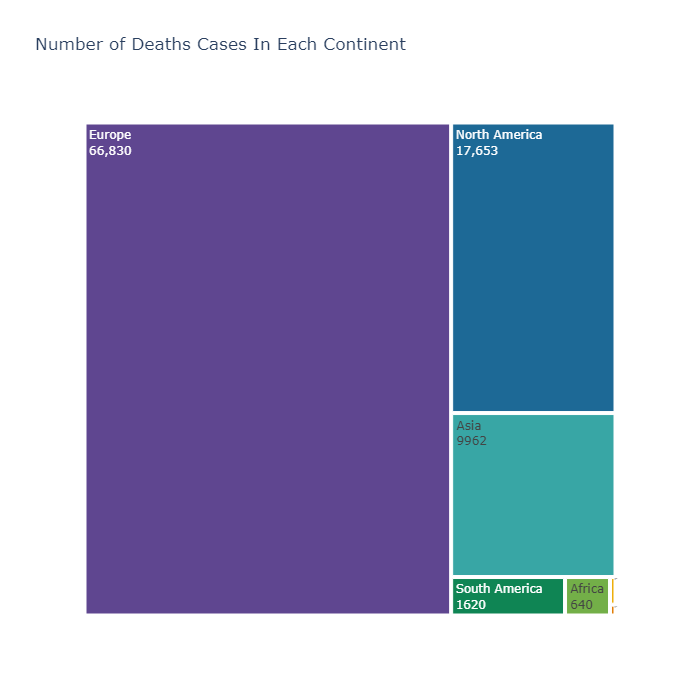 Number of Deaths Cases In Each Continent
Europe
66,830
North America
17,653
Asia
9962
South America
1620
Africa
640